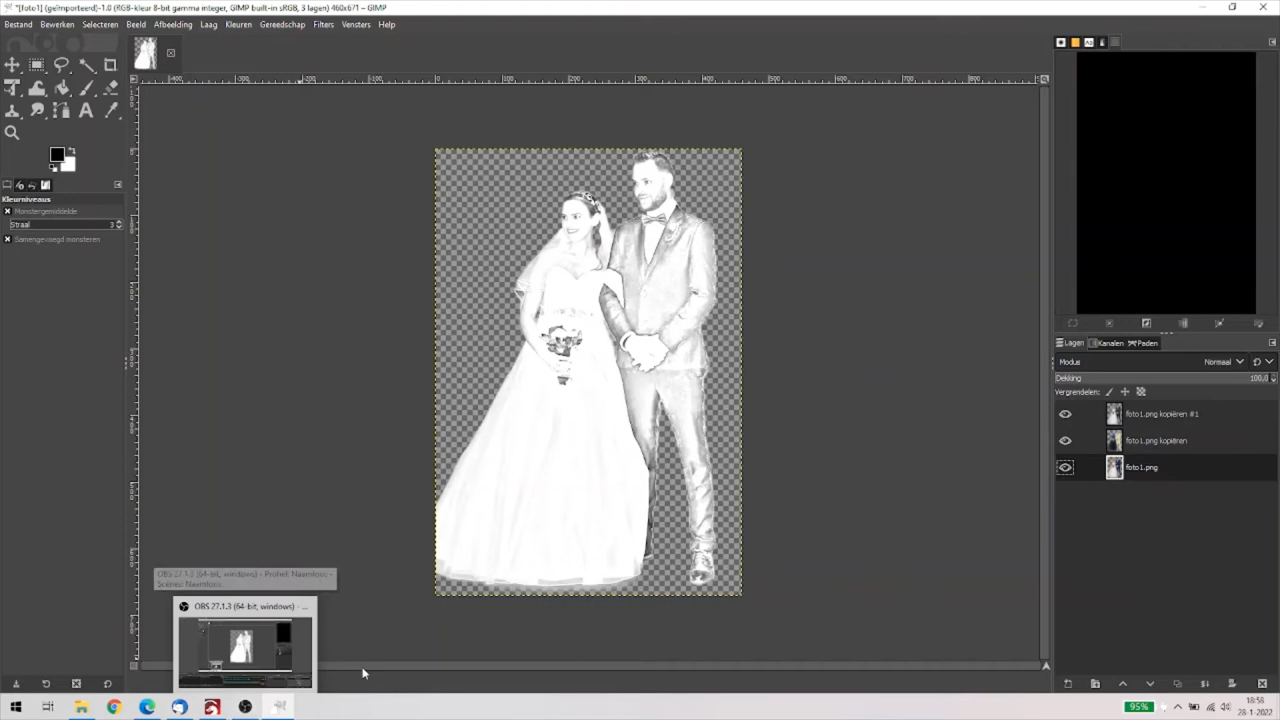 *[foto1] (geïmporteerd)-1.0 (RGB-kleur 8-bit gamma integer, GIMP built-in sRGB, 3 lagen) 460x671 – GIMP
Bestand Bewerken Selecteren Beeld Afbeelding Laag Kleuren Gereedschap Filters Vensters Help
Kleurniveaus
Monstergemiddelde
Straal 3
Samengevoegd monsteren
Lagen Kanalen Paden
Modus Normaal
Dekking 100,0
Vergrendelen:
foto1.png kopiëren #1
foto1.png kopiëren
foto1.png
OBS 27.1.3 (64-bit, windows) - Profiel: Naamloos -
Scènes: Naamloos
OBS 27.1.3 (64-bit, windows) - ...
95%
18:56
28-1-2022